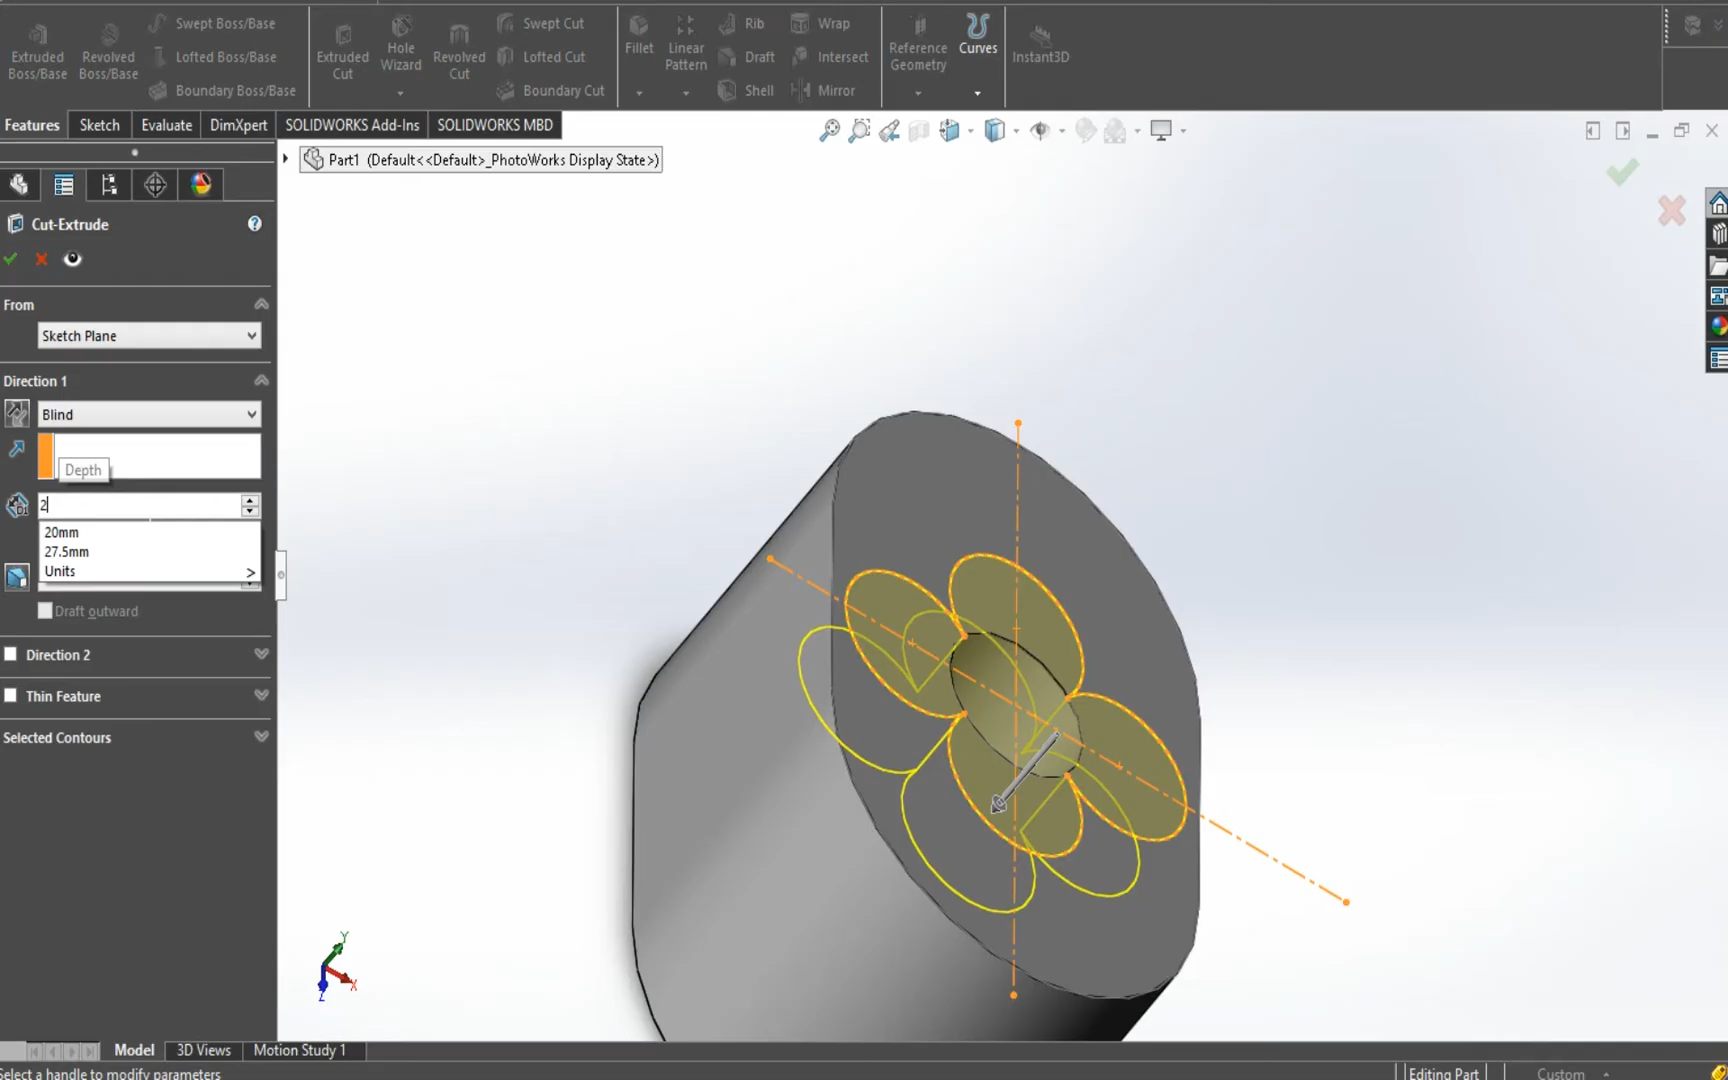 Extruded Boss/Base
Revolved Boss/Base
Swept Boss/Base
Lofted Boss/Base
Boundary Boss/Base
Extruded Cut
Hole Wizard
Revolved Cut
Swept Cut
Lofted Cut
Boundary Cut
Fillet
Linear Pattern
Rib
Draft
Shell
Wrap
Intersect
Mirror
Reference Geometry
Curves
Instant3D
Features
Sketch
Evaluate
DimXpert
SOLIDWORKS Add-Ins
SOLIDWORKS MBD
Part1 (Default<<Default>_PhotoWorks Display State>)
Cut-Extrude
From
Sketch Plane
Direction 1
Blind
Depth
2
20mm
27.5mm
Units >
Draft outward
Direction 2
Thin Feature
Selected Contours
Y
X
Z
Model
3D Views
Motion Study 1
Select a handle to modify parameters
Editing Part
Custom